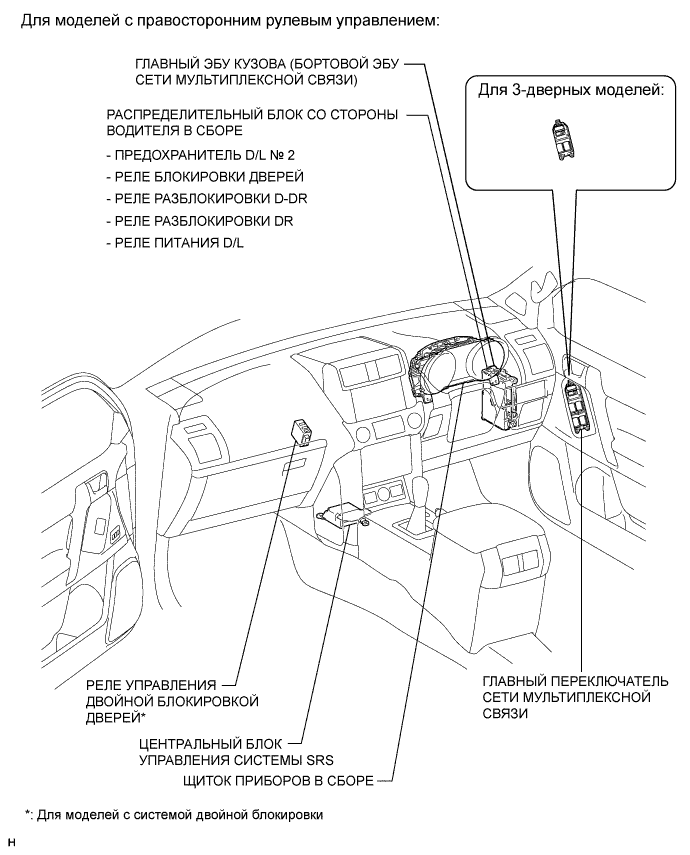 Для моделей с правосторонним рулевым управлением:
ГЛАВНЫЙ ЭБУ КУЗОВА (БОРТОВОЙ ЭБУ
СЕТИ МУЛЬТИПЛЕКСНОЙ СВЯЗИ)
Для 3-дверных моделей:
РАСПРЕДЕЛИТЕЛЬНЫЙ БЛОК СО СТОРОНЫ
ВОДИТЕЛЯ В СБОРЕ
- ПРЕДОХРАНИТЕЛЬ D/L № 2
- РЕЛЕ БЛОКИРОВКИ ДВЕРЕЙ
- РЕЛЕ РАЗБЛОКИРОВКИ D-DR
- РЕЛЕ РАЗБЛОКИРОВКИ DR
- РЕЛЕ ПИТАНИЯ D/L
РЕЛЕ УПРАВЛЕНИЯ
ДВОЙНОЙ БЛОКИРОВКОЙ
ДВЕРЕЙ*
ГЛАВНЫЙ ПЕРЕКЛЮЧАТЕЛЬ
СЕТИ МУЛЬТИПЛЕКСНОЙ
СВЯЗИ
ЦЕНТРАЛЬНЫЙ БЛОК
УПРАВЛЕНИЯ СИСТЕМЫ SRS
ЩИТОК ПРИБОРОВ В СБОРЕ
*: Для моделей с системой двойной блокировки
н